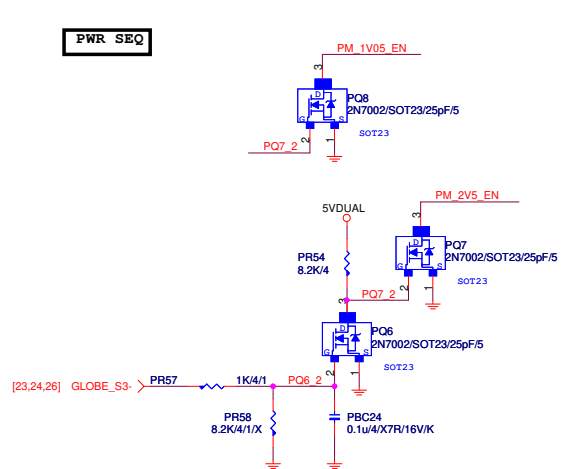 PWR SEQ
PM_1V05_EN
3
D
PQ8
2N7002/SOT23/25pF/5
G
S
SOT23
2
1
PQ7_2
PM_2V5_EN
5VDUAL
3
D
PQ7
2N7002/SOT23/25pF/5
PR54
8.2K/4
G
S
SOT23
2
1
PQ7_2
3
D
PQ6
2N7002/SOT23/25pF/5
G
S
SOT23
2
1
[23,24,26] GLOBE_S3- PR57 1K/4/1 PQ6_2
PR58
8.2K/4/1/X
PBC24
0.1u/4/X7R/16V/K